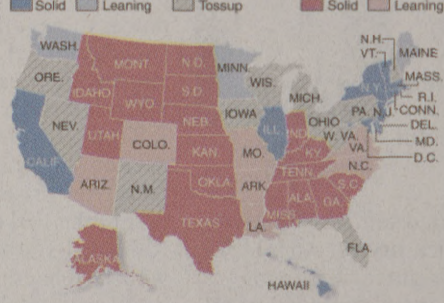 Solid Leaning Tossup Solid Leaning
WASH.
MONT.
N.D.
MINN.
ORE.
IDAHO
S.D.
WIS.
WYO.
MICH.
N.H.
VT.
MAINE
MASS.
N.Y.
R.I.
CONN.
NEV.
UTAH
NEB.
IOWA
ILL.
IND.
OHIO
PA.
N.J.
DEL.
MD.
D.C.
W. VA.
VA.
CALIF.
COLO.
KAN.
MO.
KY.
N.C.
ARIZ.
N.M.
OKLA.
ARK.
TENN.
S.C.
TEXAS
LA.
MISS.
ALA.
GA.
FLA.
ALASKA
HAWAII